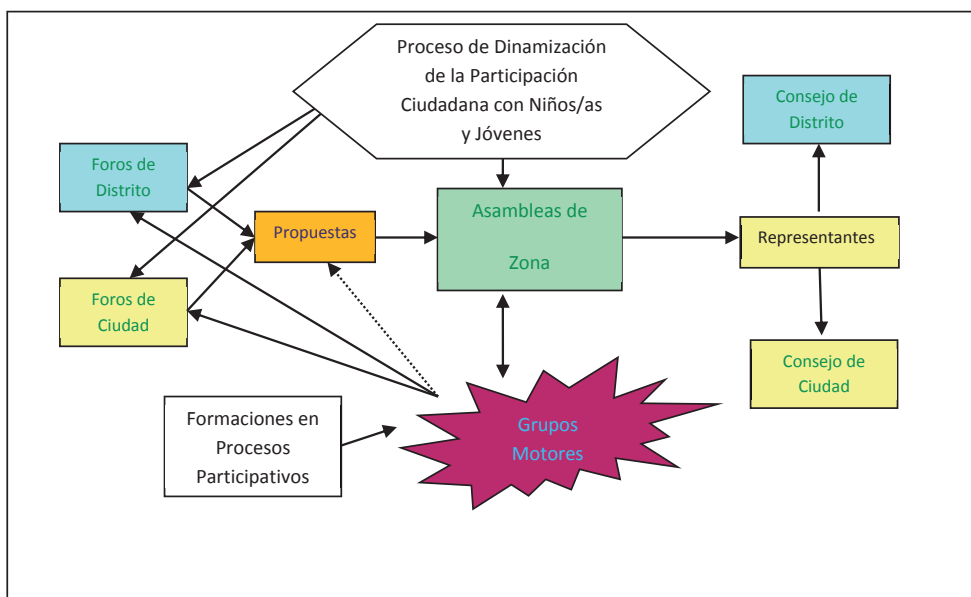 Proceso de Dinamización
de la Participación
Ciudadana con Niños/as
y Jóvenes
Consejo de
Distrito
Foros de
Distrito
Propuestas
Asambleas de
Zona
Representantes
Foros de
Ciudad
Consejo de
Ciudad
Formaciones en
Procesos
Participativos
Grupos
Motores